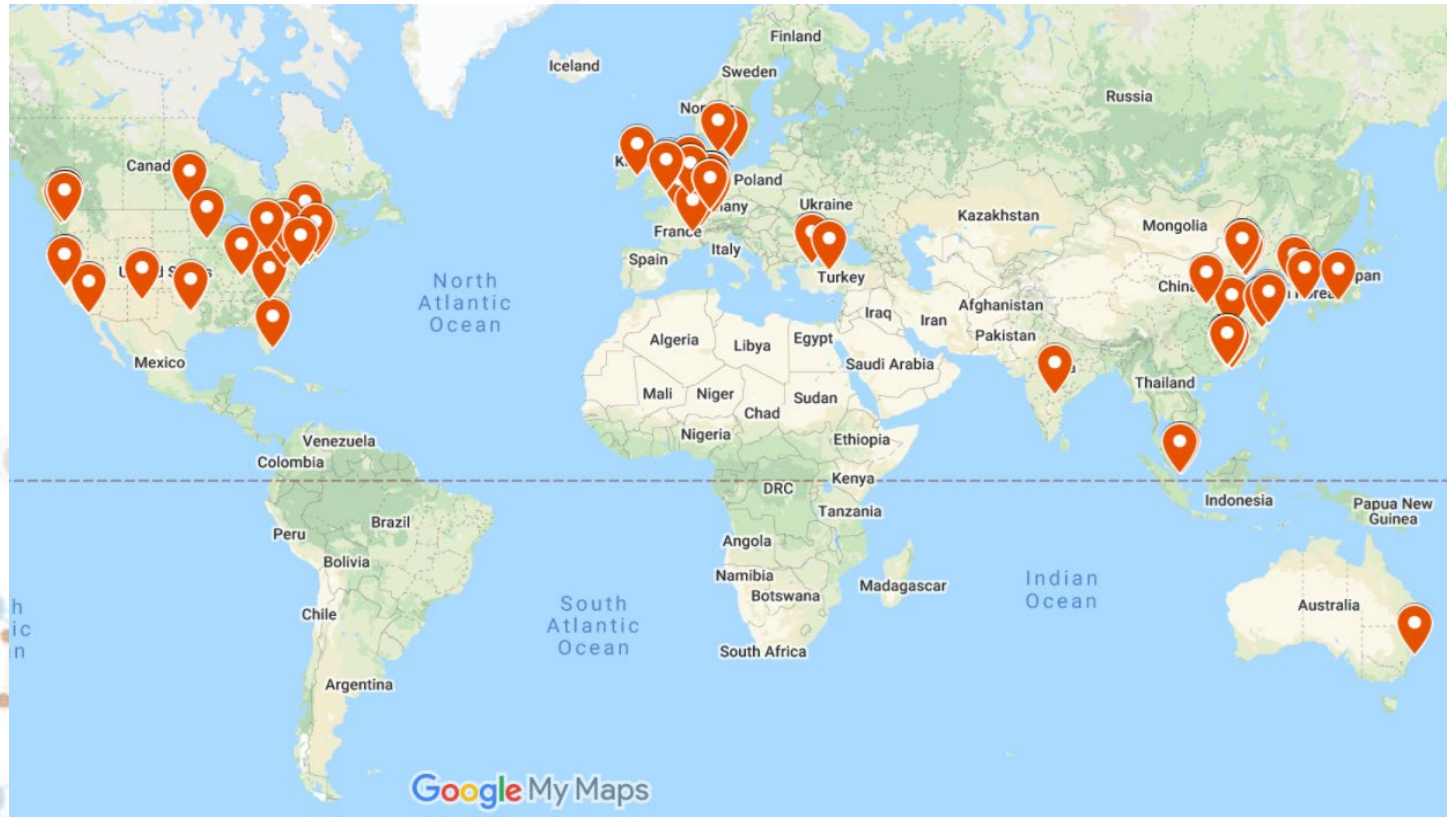 Finland
Iceland
Sweden
Russia
Canad
Poland
Ukraine
Kazakhstan
Mongolia
France
Italy
Spain
Turkey
North
Atlantic
Ocean
China
pan
Afghanistan
Iraq
Iran
Pakistan
Algeria
Libya
Egypt
Saudi Arabia
Mexico
Mali
Niger
Chad
Sudan
Thailand
Venezuela
Nigeria
Ethiopia
Colombia
Kenya
DRC
Indonesia
Papua New
Guinea
Tanzania
Peru
Brazil
Angola
Bolivia
Namibia
Botswana
Madagascar
Indian
Ocean
Chile
South
Atlantic
Ocean
Australia
South Africa
Argentina
Google My Maps